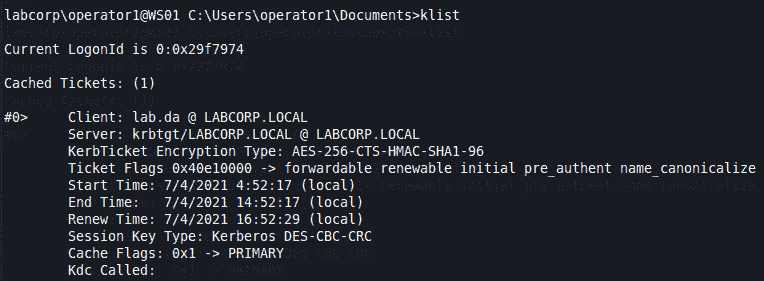 labcorp\operator1@WS01 C:\Users\operator1\Documents>klist
Current LogonId is 0:0x29f7974
Cached Tickets: (1)
#0>     Client: lab.da @ LABCORP.LOCAL
        Server: krbtgt/LABCORP.LOCAL @ LABCORP.LOCAL
        KerbTicket Encryption Type: AES-256-CTS-HMAC-SHA1-96
        Ticket Flags 0x40e10000 -> forwardable renewable initial pre_authent name_canonicalize
        Start Time: 7/4/2021 4:52:17 (local)
        End Time:   7/4/2021 14:52:17 (local)
        Renew Time: 7/4/2021 16:52:29 (local)
        Session Key Type: Kerberos DES-CBC-CRC
        Cache Flags: 0x1 -> PRIMARY
        Kdc Called: